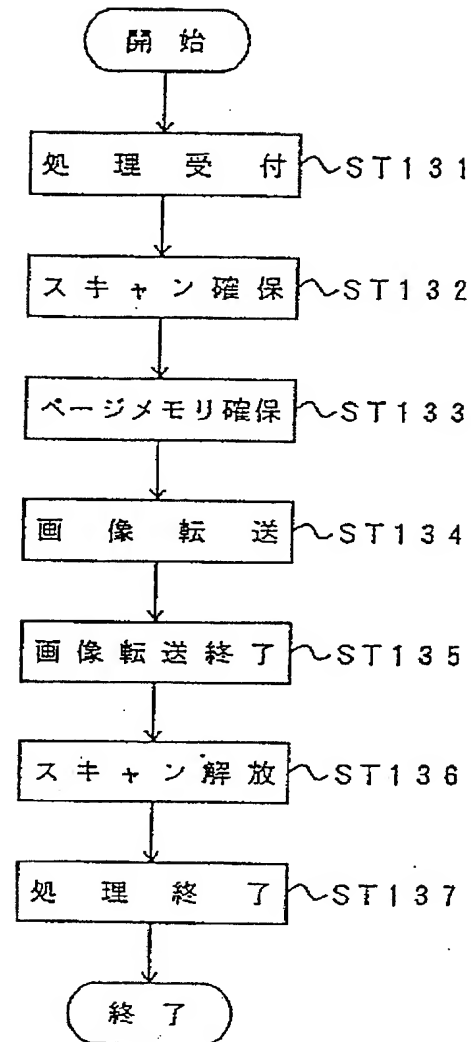 開始
処理受付 ST131
スキャン確保 ST132
ページメモリ確保 ST133
画像転送 ST134
画像転送終了 ST135
スキャン解放 ST136
処理終了 ST137
終了